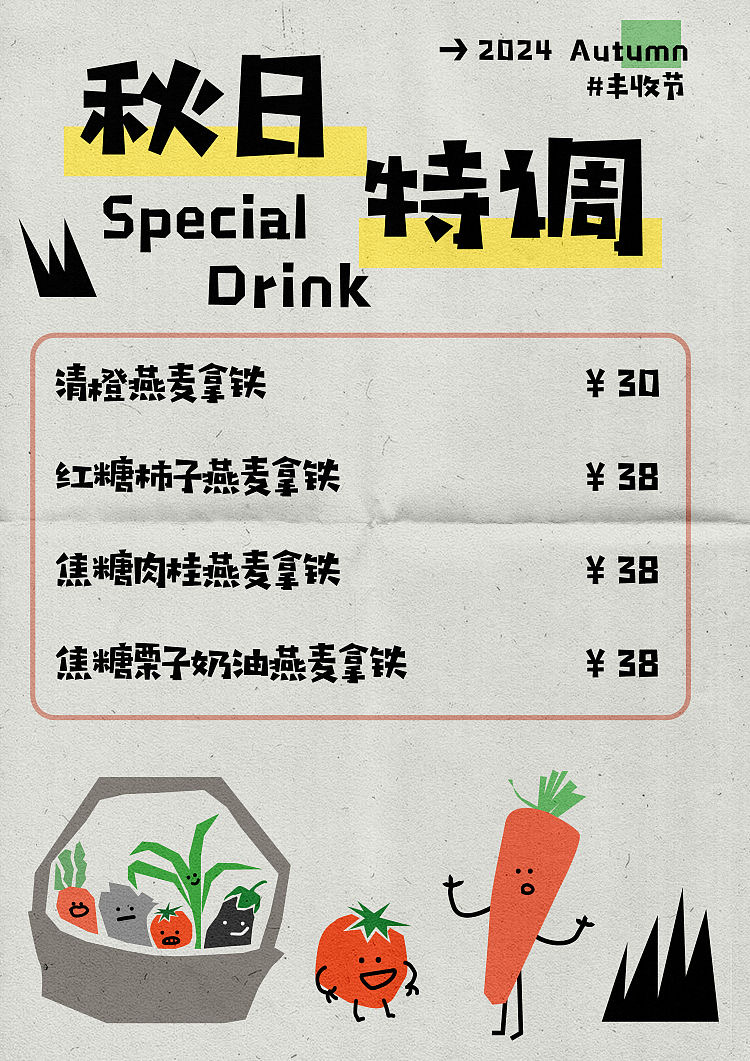 → 2024 Autumn
#丰收节
秋日
特调
Special
Drink
清橙燕麦拿铁 ¥ 30
红糖柿子燕麦拿铁 ¥ 38
焦糖肉桂燕麦拿铁 ¥ 38
焦糖栗子奶油燕麦拿铁 ¥ 38